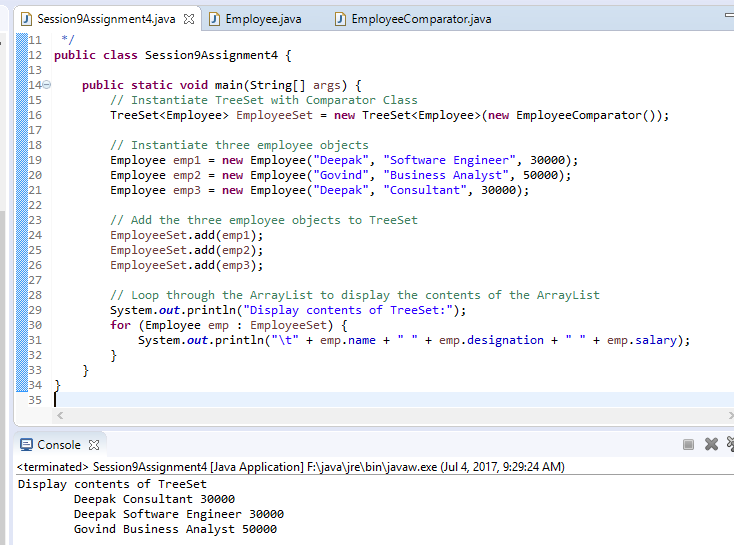 Session9Assignment4.java Employee.java EmployeeComparator.java
11 */
12 public class Session9Assignment4 {
13
14 public static void main(String[] args) {
15 // Instantiate TreeSet with Comparator Class
16 TreeSet<Employee> EmployeeSet = new TreeSet<Employee>(new EmployeeComparator());
17
18 // Instantiate three employee objects
19 Employee emp1 = new Employee("Deepak", "Software Engineer", 30000);
20 Employee emp2 = new Employee("Govind", "Business Analyst", 50000);
21 Employee emp3 = new Employee("Deepak", "Consultant", 30000);
22
23 // Add the three employee objects to TreeSet
24 EmployeeSet.add(emp1);
25 EmployeeSet.add(emp2);
26 EmployeeSet.add(emp3);
27
28 // Loop through the ArrayList to display the contents of the ArrayList
29 System.out.println("Display contents of TreeSet:");
30 for (Employee emp : EmployeeSet) {
31 System.out.println("\t" + emp.name + " " + emp.designation + " " + emp.salary);
32 }
33 }
34 }
35
Console
<terminated> Session9Assignment4 [Java Application] F:\java\jre\bin\javaw.exe (Jul 4, 2017, 9:29:24 AM)
Display contents of TreeSet
Deepak Consultant 30000
Deepak Software Engineer 30000
Govind Business Analyst 50000